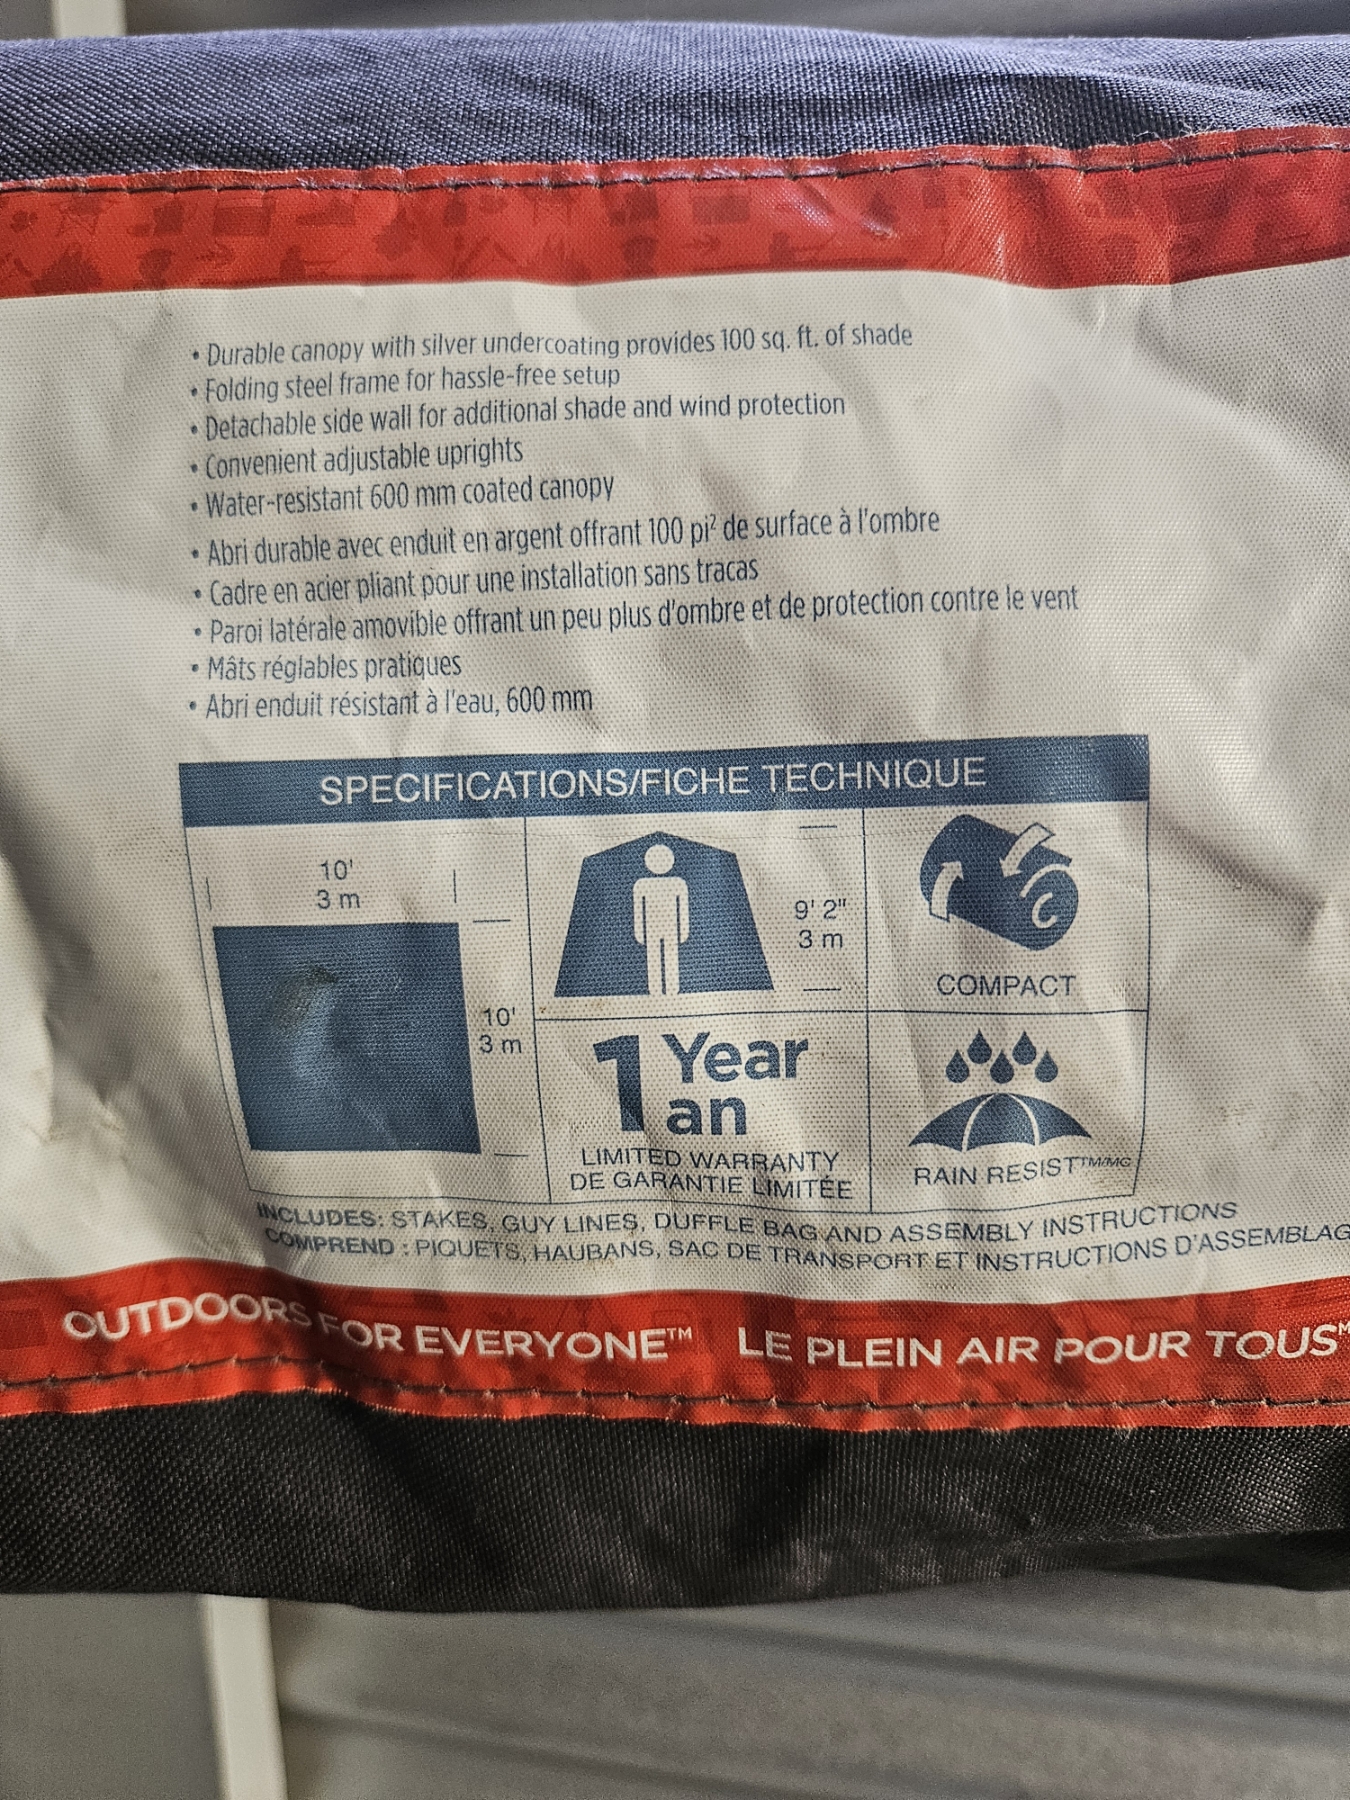 • Durable canopy with silver undercoating provides 100 sq. ft. of shade
• Folding steel frame for hassle-free setup
• Detachable side wall for additional shade and wind protection
• Convenient adjustable uprights
• Water-resistant 600 mm coated canopy
• Abri durable avec enduit en argent offrant 100 pi² de surface à l'ombre
• Cadre en acier pliant pour une installation sans tracas
• Paroi latérale amovible offrant un peu plus d'ombre et de protection contre le vent
• Mâts réglables pratiques
• Abri enduit résistant à l'eau, 600 mm
SPECIFICATIONS/FICHE TECHNIQUE
10'
3 m
10'
3 m
9' 2"
3 m
COMPACT
1 Year
an
LIMITED WARRANTY
DE GARANTIE LIMITÉE
RAIN RESIST™/MC
INCLUDES: STAKES, GUY LINES, DUFFLE BAG AND ASSEMBLY INSTRUCTIONS
COMPREND : PIQUETS, HAUBANS, SAC DE TRANSPORT ET INSTRUCTIONS D'ASSEMBLAG
OUTDOORS FOR EVERYONE™ LE PLEIN AIR POUR TOUS